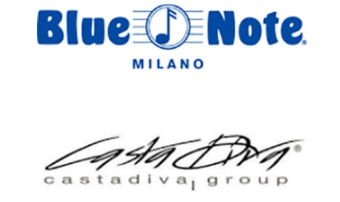 Blue Note®
MILANO
Casta Diva®
castadiva group